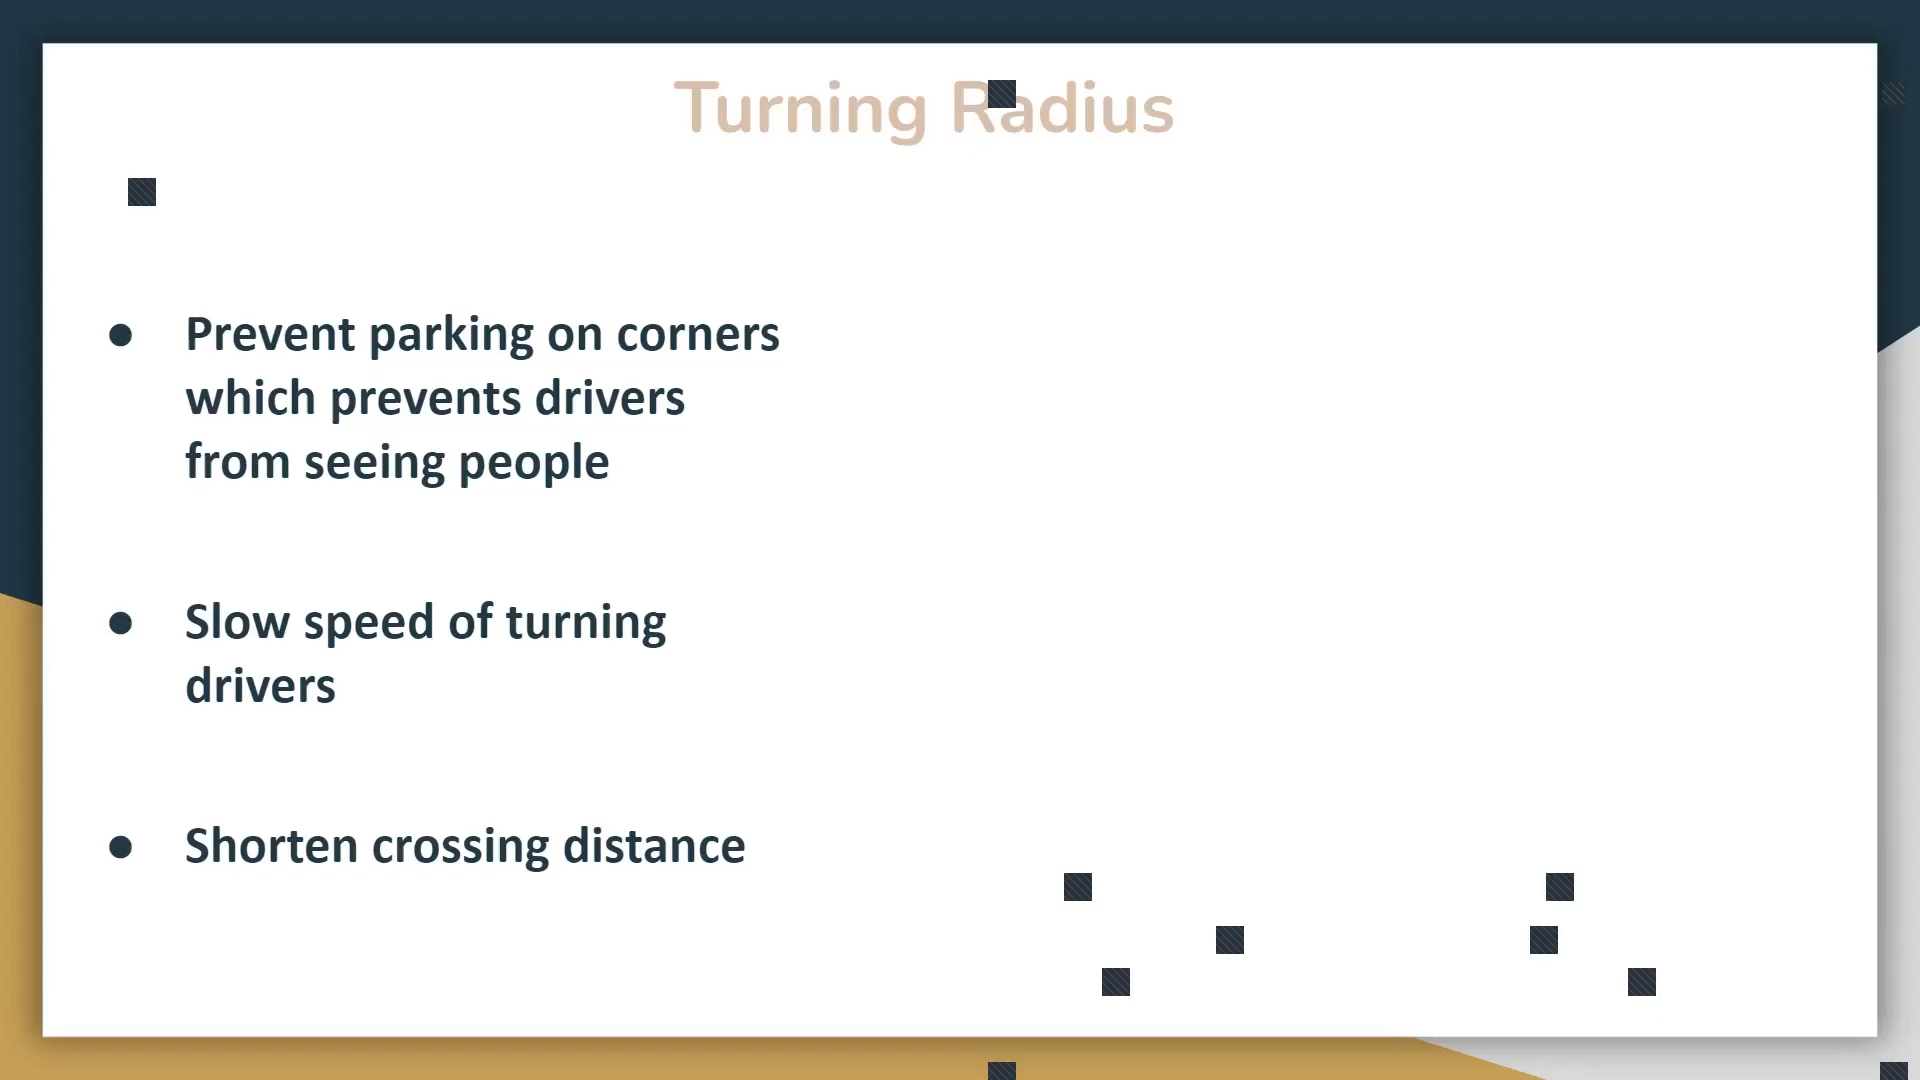 Turning Radius
● Prevent parking on corners
which prevents drivers
from seeing people
● Slow speed of turning
drivers
● Shorten crossing distance